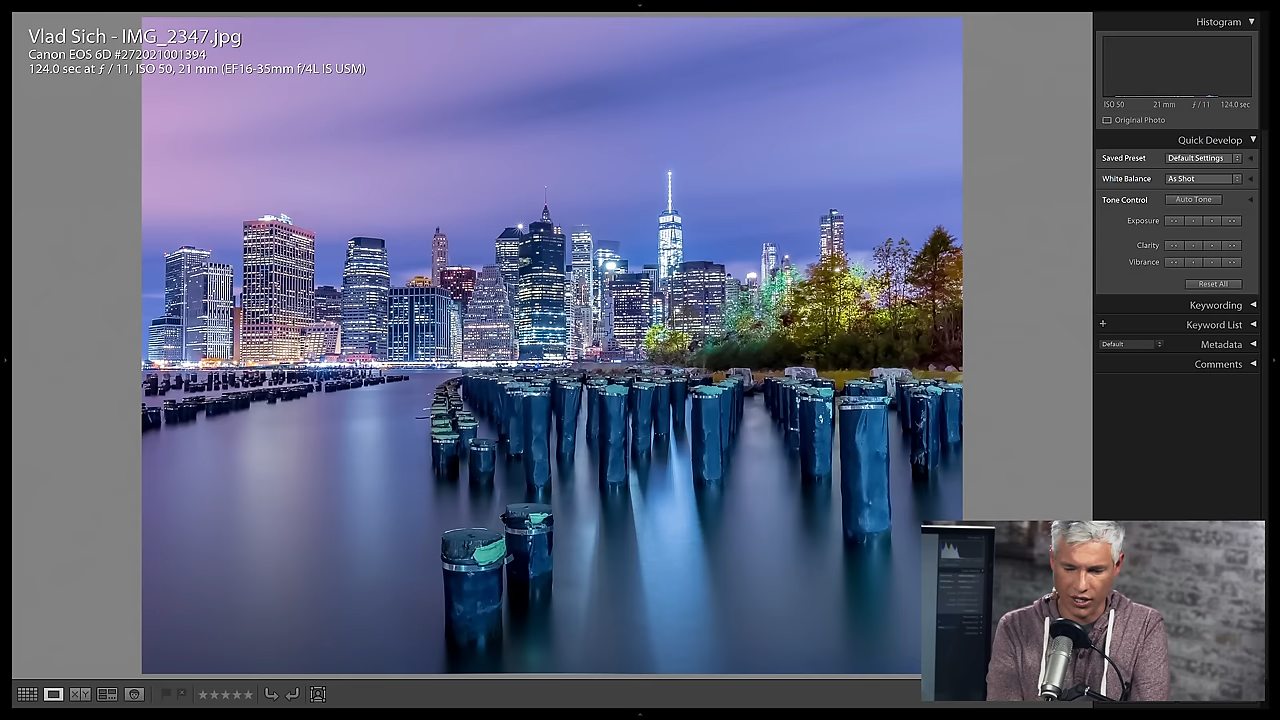 Vlad Sich - IMG_2347.jpg
Canon EOS 6D #272021001394
124.0 sec at ƒ / 11, ISO 50, 21 mm (EF16-35mm f/4L IS USM)
Histogram
ISO 50 21 mm ƒ / 11 124.0 sec
Original Photo
Quick Develop
Saved Preset Default Settings
White Balance As Shot
Tone Control Auto Tone
Exposure
Clarity
Vibrance
Reset All
Keywording
+ Keyword List
Default Metadata
Comments
XY